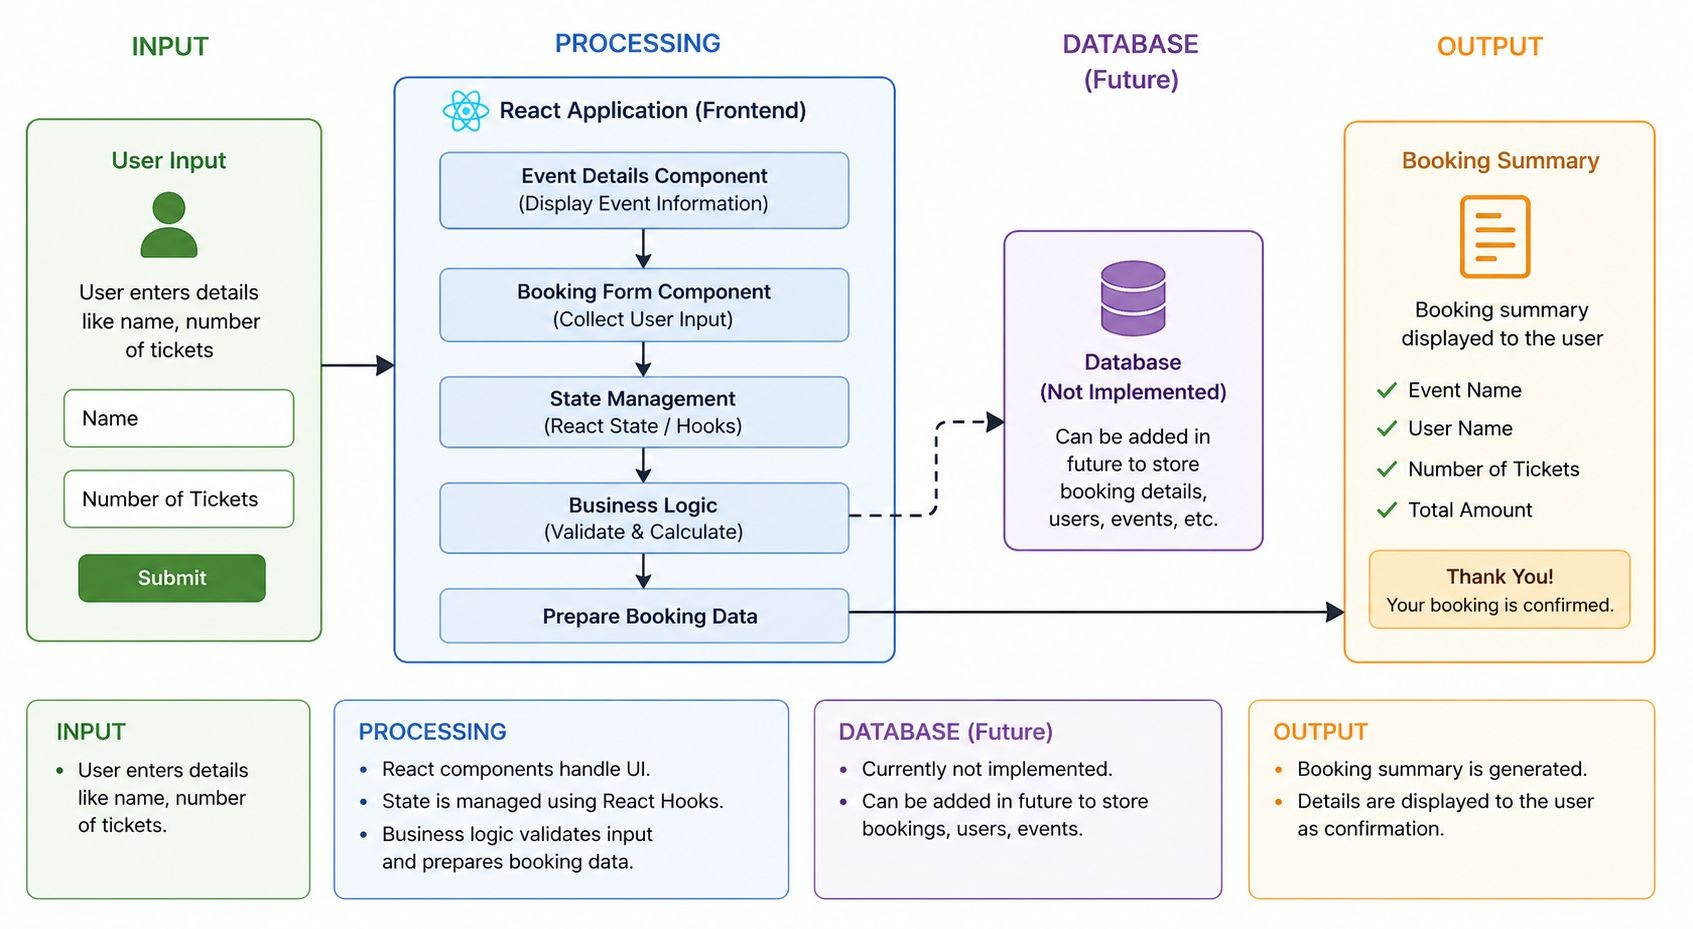 INPUT
PROCESSING
DATABASE
(Future)
OUTPUT
User Input
User enters details
like name, number
of tickets
Name
Number of Tickets
Submit
React Application (Frontend)
Event Details Component
(Display Event Information)
Booking Form Component
(Collect User Input)
State Management
(React State / Hooks)
Business Logic
(Validate & Calculate)
Prepare Booking Data
Database
(Not Implemented)
Can be added in
future to store
booking details,
users, events, etc.
Booking Summary
Booking summary
displayed to the user
Event Name
User Name
Number of Tickets
Total Amount
Thank You!
Your booking is confirmed.
INPUT
• User enters details
like name, number
of tickets.
PROCESSING
• React components handle UI.
• State is managed using React Hooks.
• Business logic validates input
and prepares booking data.
DATABASE (Future)
• Currently not implemented.
• Can be added in future to store
bookings, users, events.
OUTPUT
• Booking summary is generated.
• Details are displayed to the user
as confirmation.